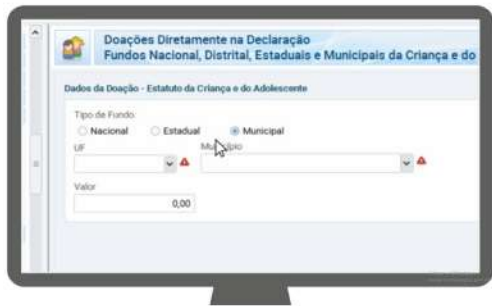 Doações Diretamente na Declaração
Fundos Nacional, Distrital, Estaduais e Municipais da Criança e do
Dados da Doação - Estatuto da Criança e do Adolescente
Tipo de Fundo
Nacional Estadual Municipal
UF Município
Valor
0,00